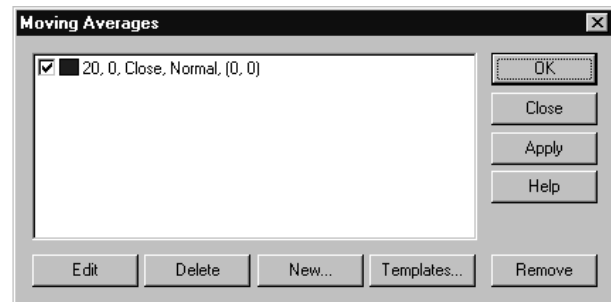 Moving Averages
20, 0, Close, Normal, (0, 0)
OK
Close
Apply
Help
Edit
Delete
New...
Templates...
Remove